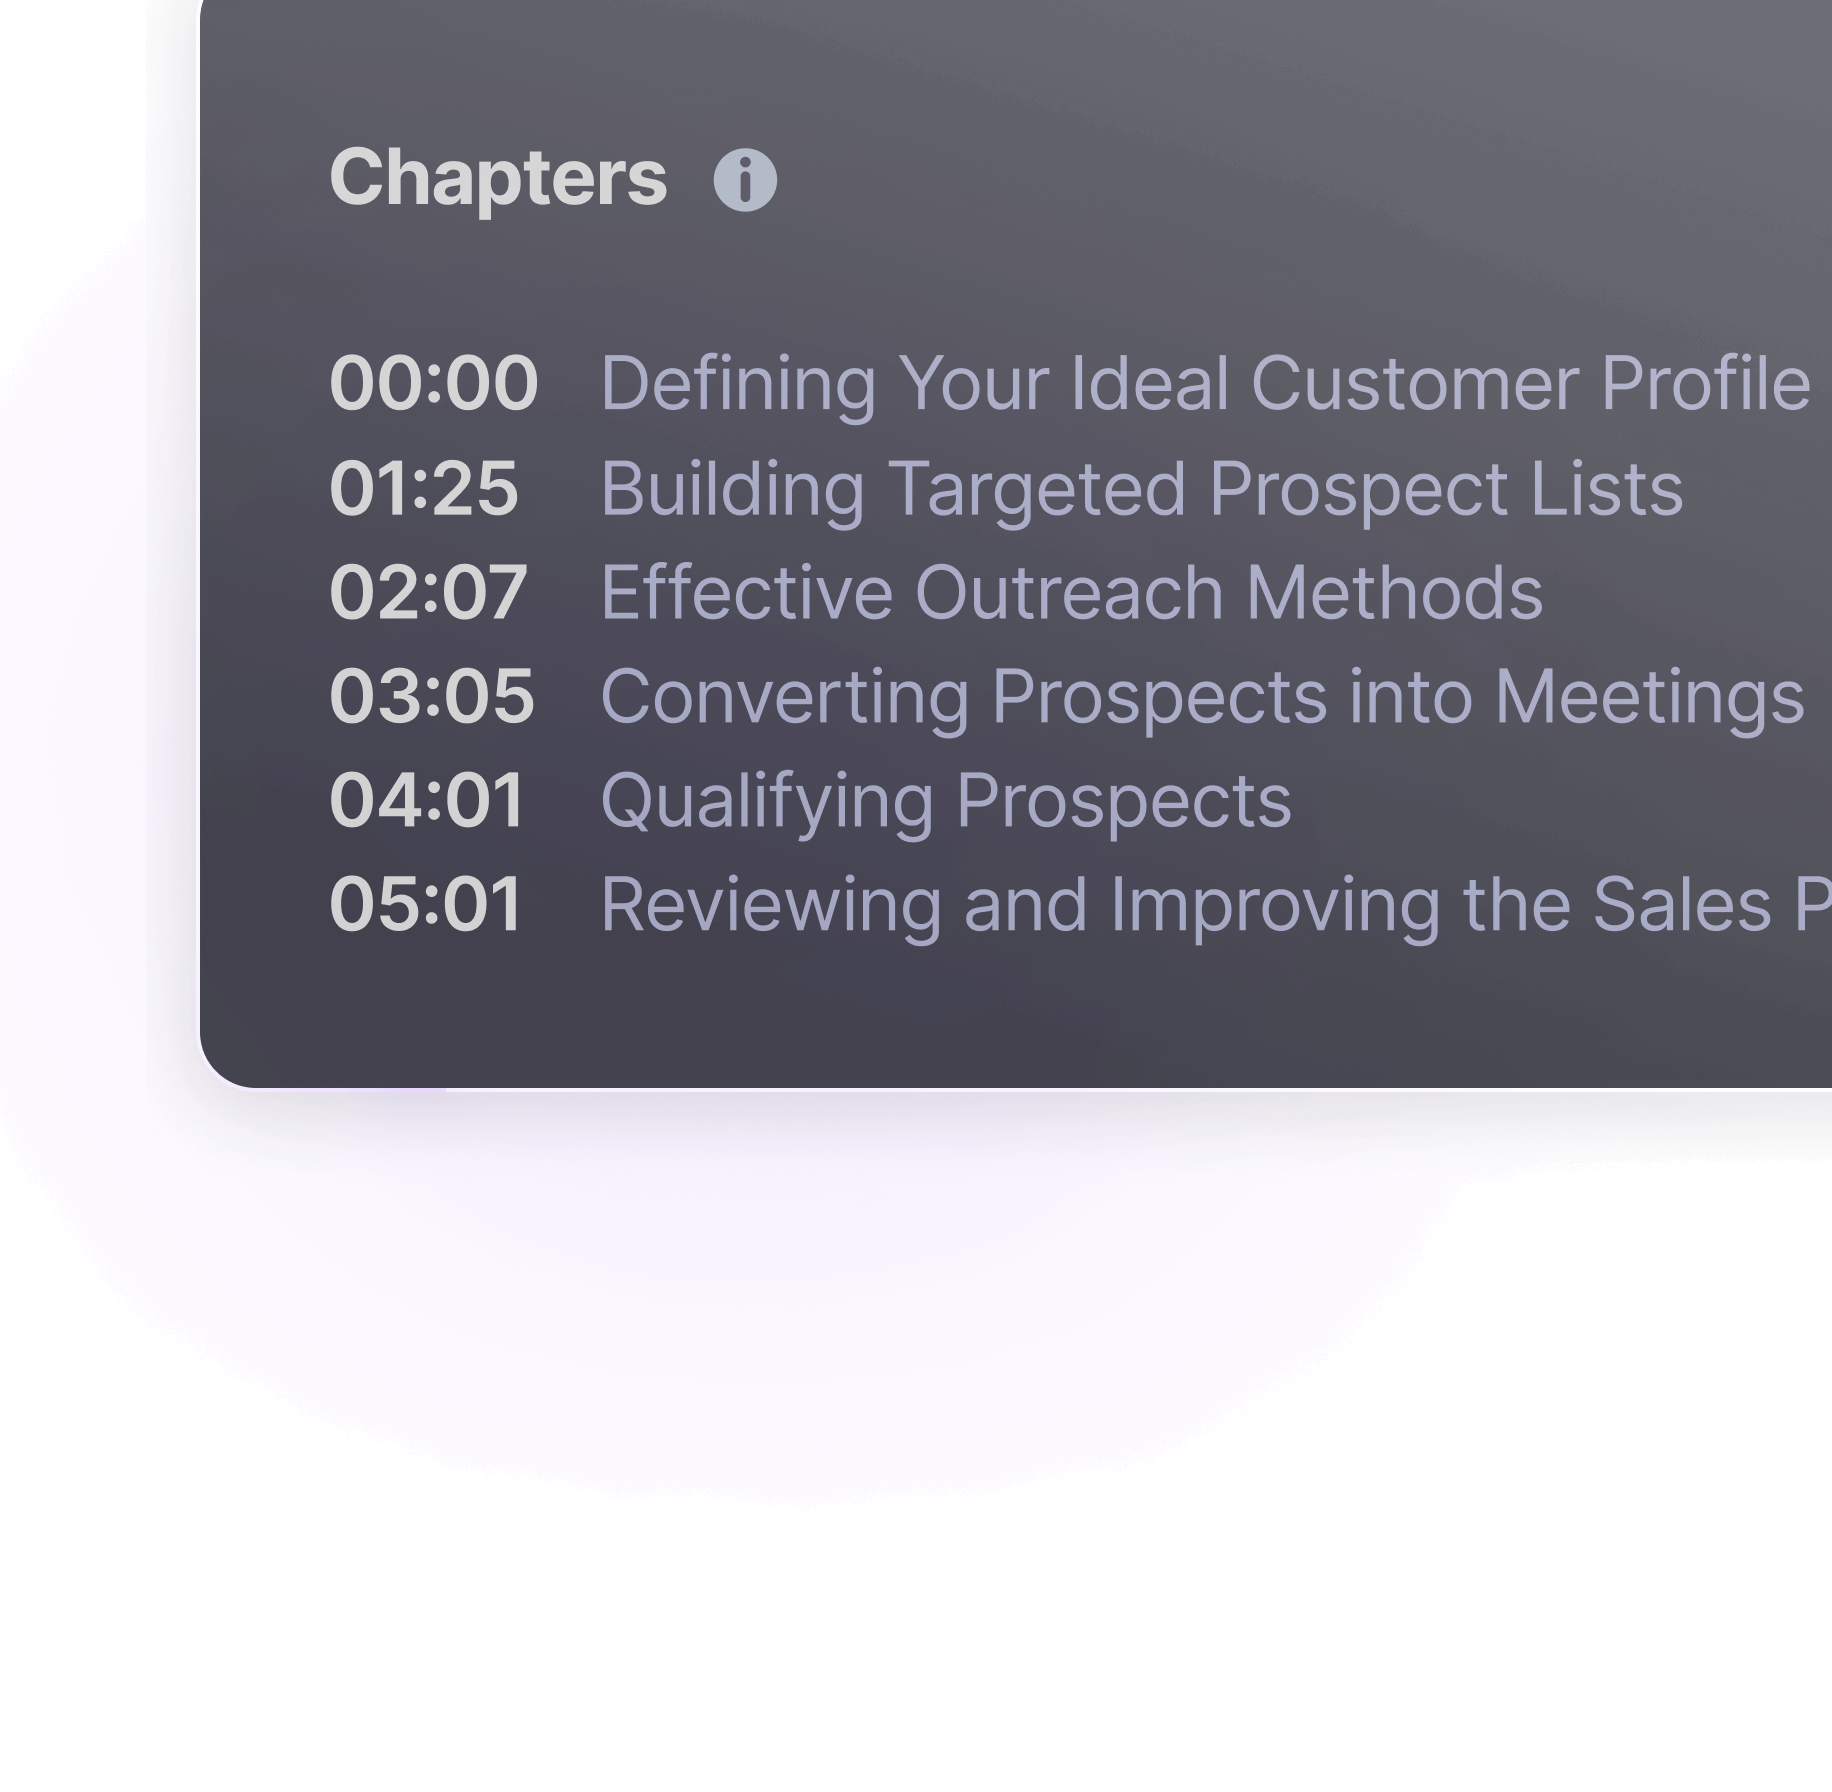 Chapters
00:00 Defining Your Ideal Customer Profile
01:25 Building Targeted Prospect Lists
02:07 Effective Outreach Methods
03:05 Converting Prospects into Meetings
04:01 Qualifying Prospects
05:01 Reviewing and Improving the Sales P